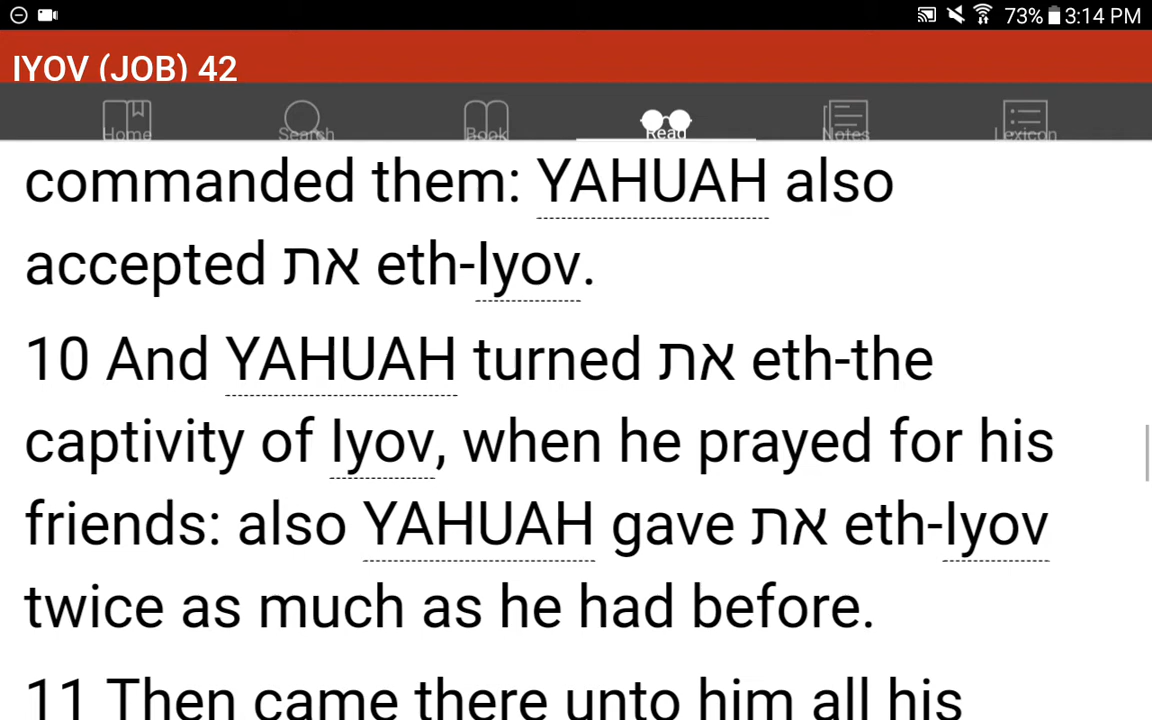 73% 3:14 PM
IYOV (JOB) 42
Home Search Book Read Notes Lexicon
commanded them: YAHUAH also
accepted את eth-Iyov.
10 And YAHUAH turned את eth-the
captivity of Iyov, when he prayed for his
friends: also YAHUAH gave את eth-Iyov
twice as much as he had before.
11 Then came there unto him all his